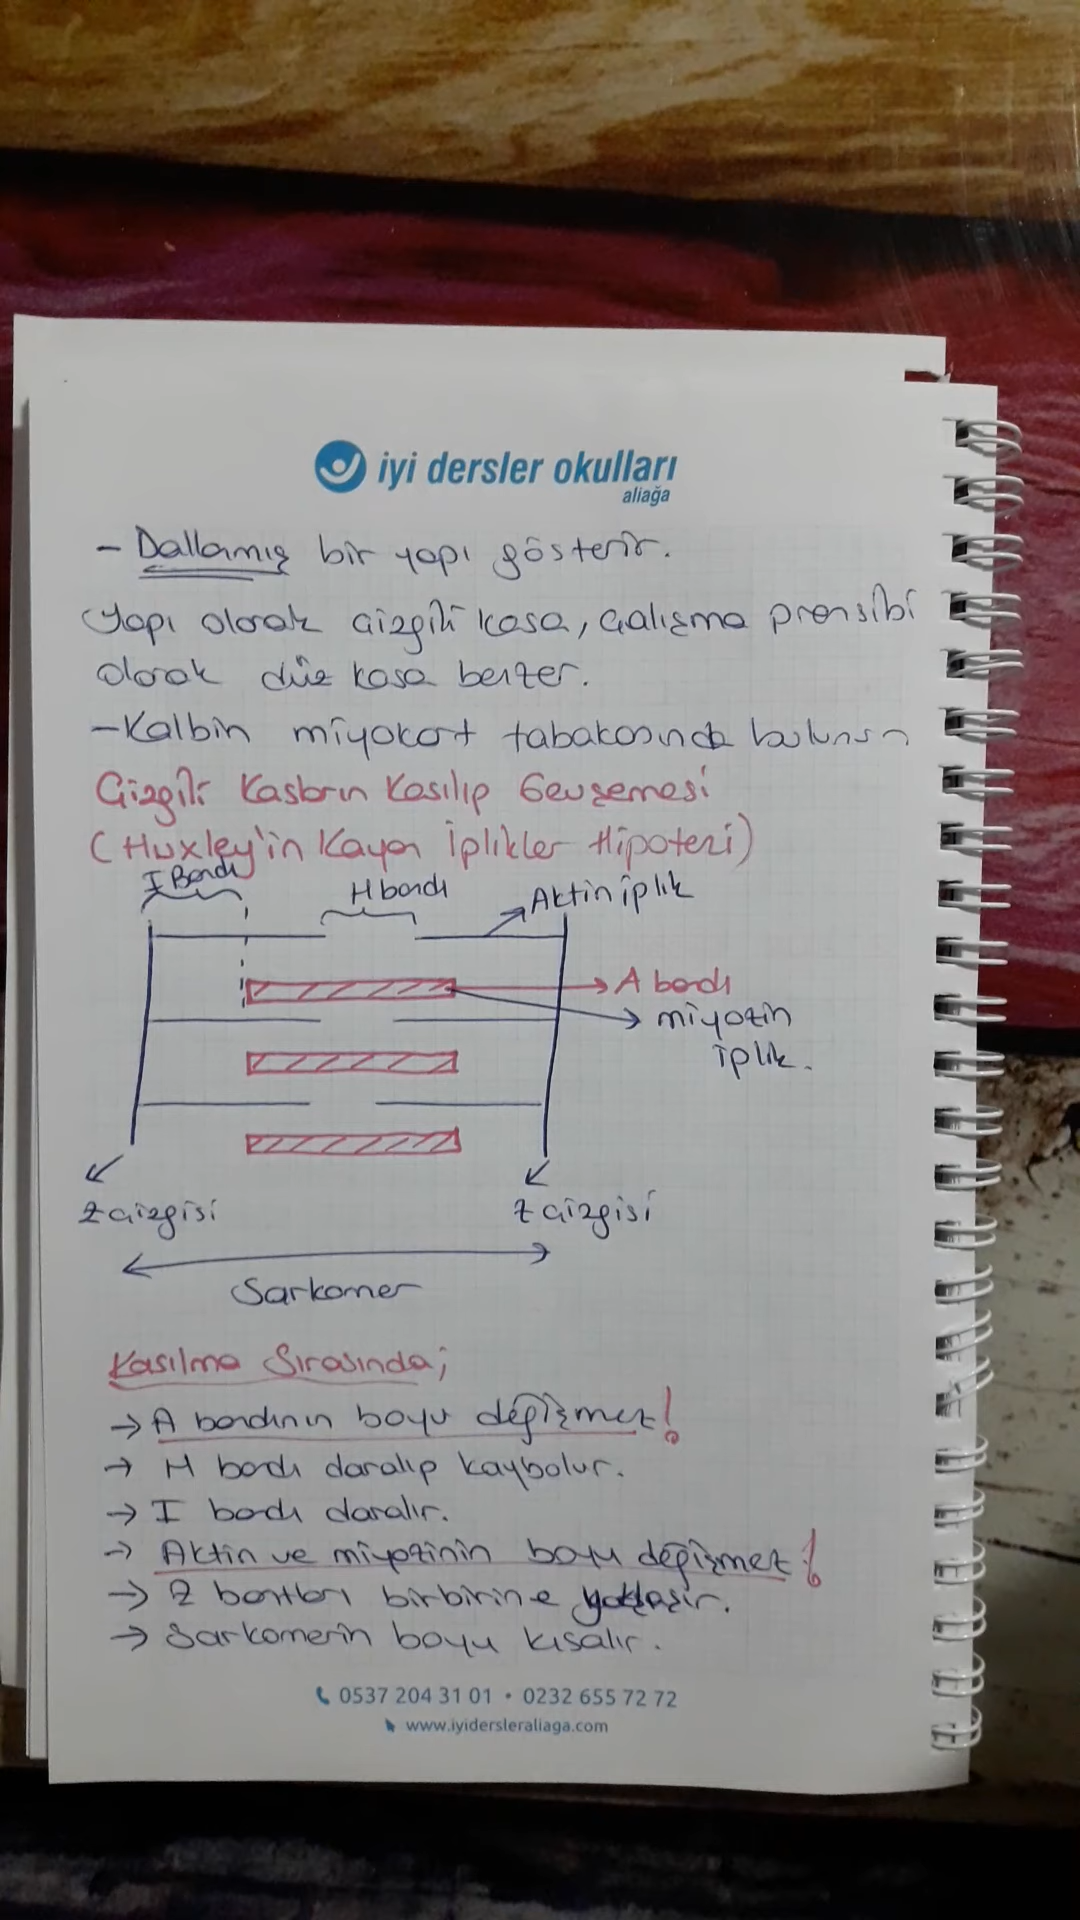 iyi dersler okulları
aliağa
- Dallanmış bir yapı gösterir.
Yapı olarak çizgili kasa, çalışma prensibi
olarak düz kasa benzer.
- Kalbin miyokart tabakasında bulunur
Çizgili Kasların Kasılıp Gevşemesi
(Huxley'in Kayan İplikler Hipotezi)
I Bandı
H bandı
Aktin iplik
A bandı
miyozin
iplik.
Z çizgisi
Z çizgisi
Sarkomer
Kasılma Sırasında;
→ A bandının boyu değişmez!
→ H bandı daralıp kaybolur.
→ I bandı daralır.
→ Aktin ve miyozinin boyu değişmez!
→ Z bantları birbirine yaklaşır.
→ Sarkomerin boyu kısalır.
0537 204 31 01 • 0232 655 72 72
www.iyidersleraliaga.com